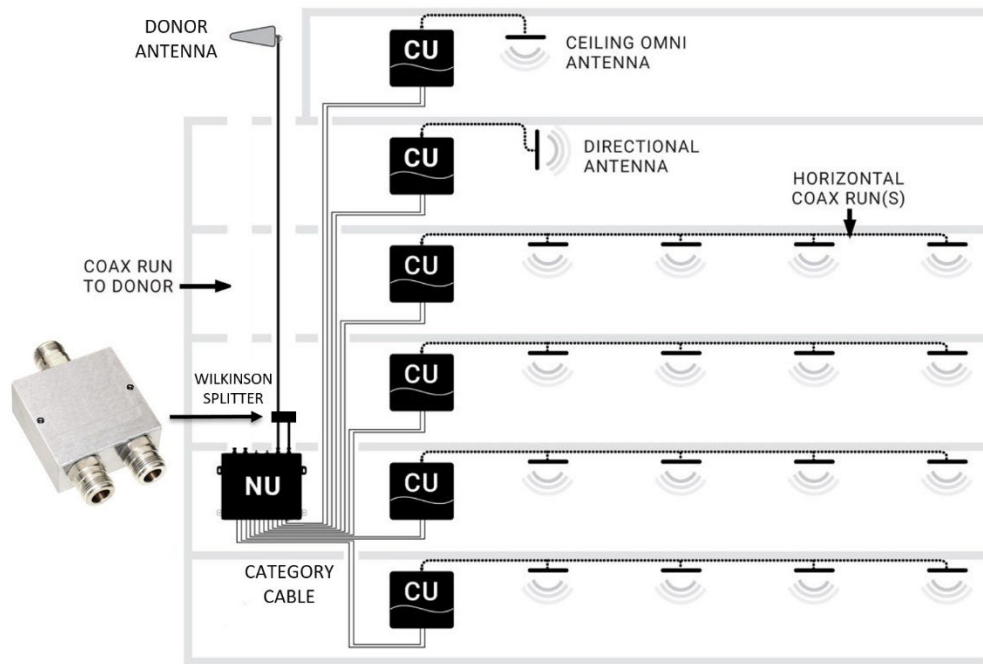 DONOR
ANTENNA
CU
CEILING OMNI
ANTENNA
CU
DIRECTIONAL
ANTENNA
HORIZONTAL
COAX RUN(S)
CU
COAX RUN
TO DONOR
CU
WILKINSON
SPLITTER
NU
CU
CATEGORY
CABLE
CU